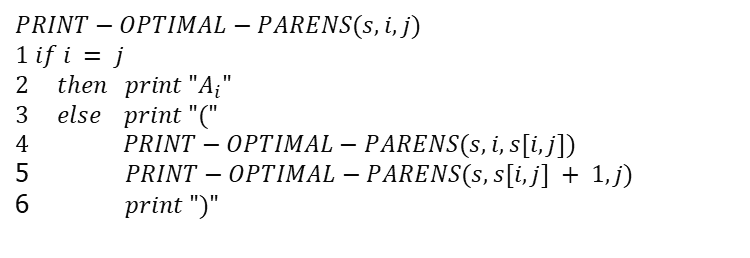 PRINT − OPTIMAL − PARENS(s, i, j)
1 if i = j
2 then print "Aᵢ"
3 else print "("
4 PRINT − OPTIMAL − PARENS(s, i, s[i, j])
5 PRINT − OPTIMAL − PARENS(s, s[i, j] + 1, j)
6 print ")"